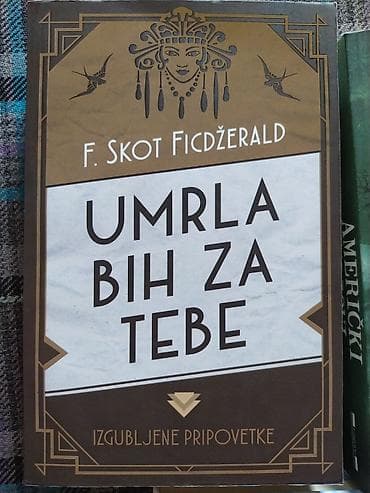 F. SKOT FICDŽERALD
UMRLA
BIH ZA
TEBE
IZGUBLJENE PRIPOVETKE
AMERIČKI